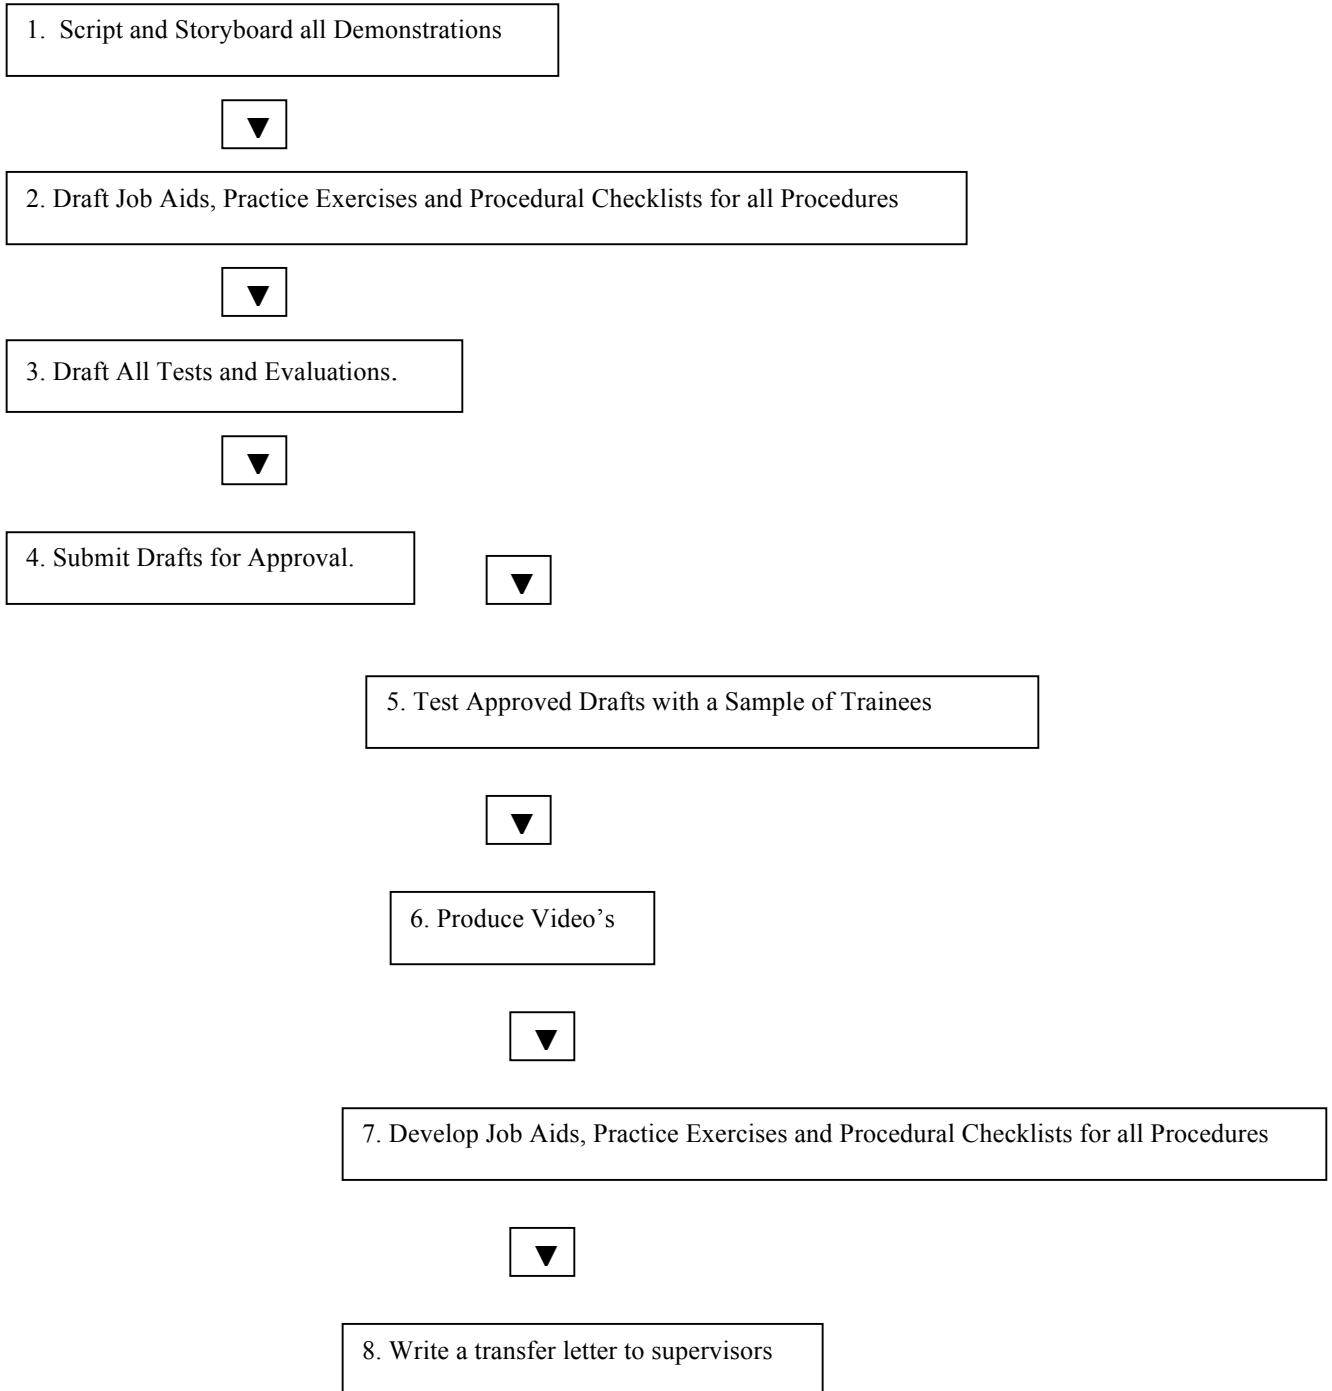 1. Script and Storyboard all Demonstrations
▼
2. Draft Job Aids, Practice Exercises and Procedural Checklists for all Procedures
▼
3. Draft All Tests and Evaluations.
▼
4. Submit Drafts for Approval.
▼
5. Test Approved Drafts with a Sample of Trainees
▼
6. Produce Video’s
▼
7. Develop Job Aids, Practice Exercises and Procedural Checklists for all Procedures
▼
8. Write a transfer letter to supervisors